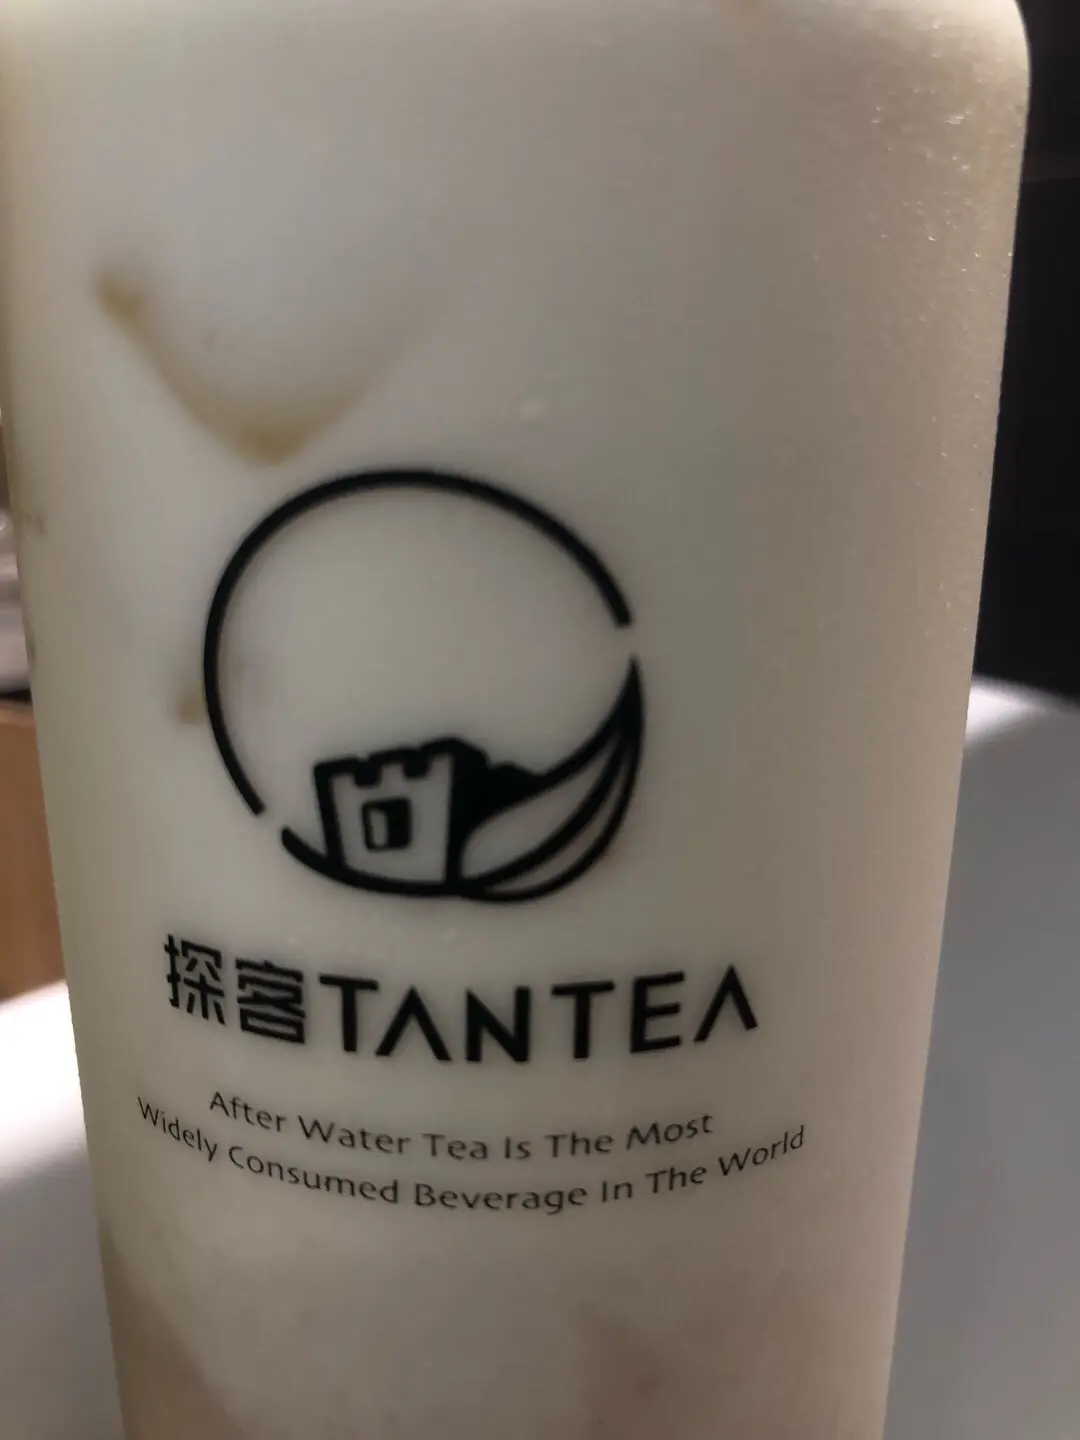 探客TANTEA
After Water Tea Is The Most
Widely Consumed Beverage In The World